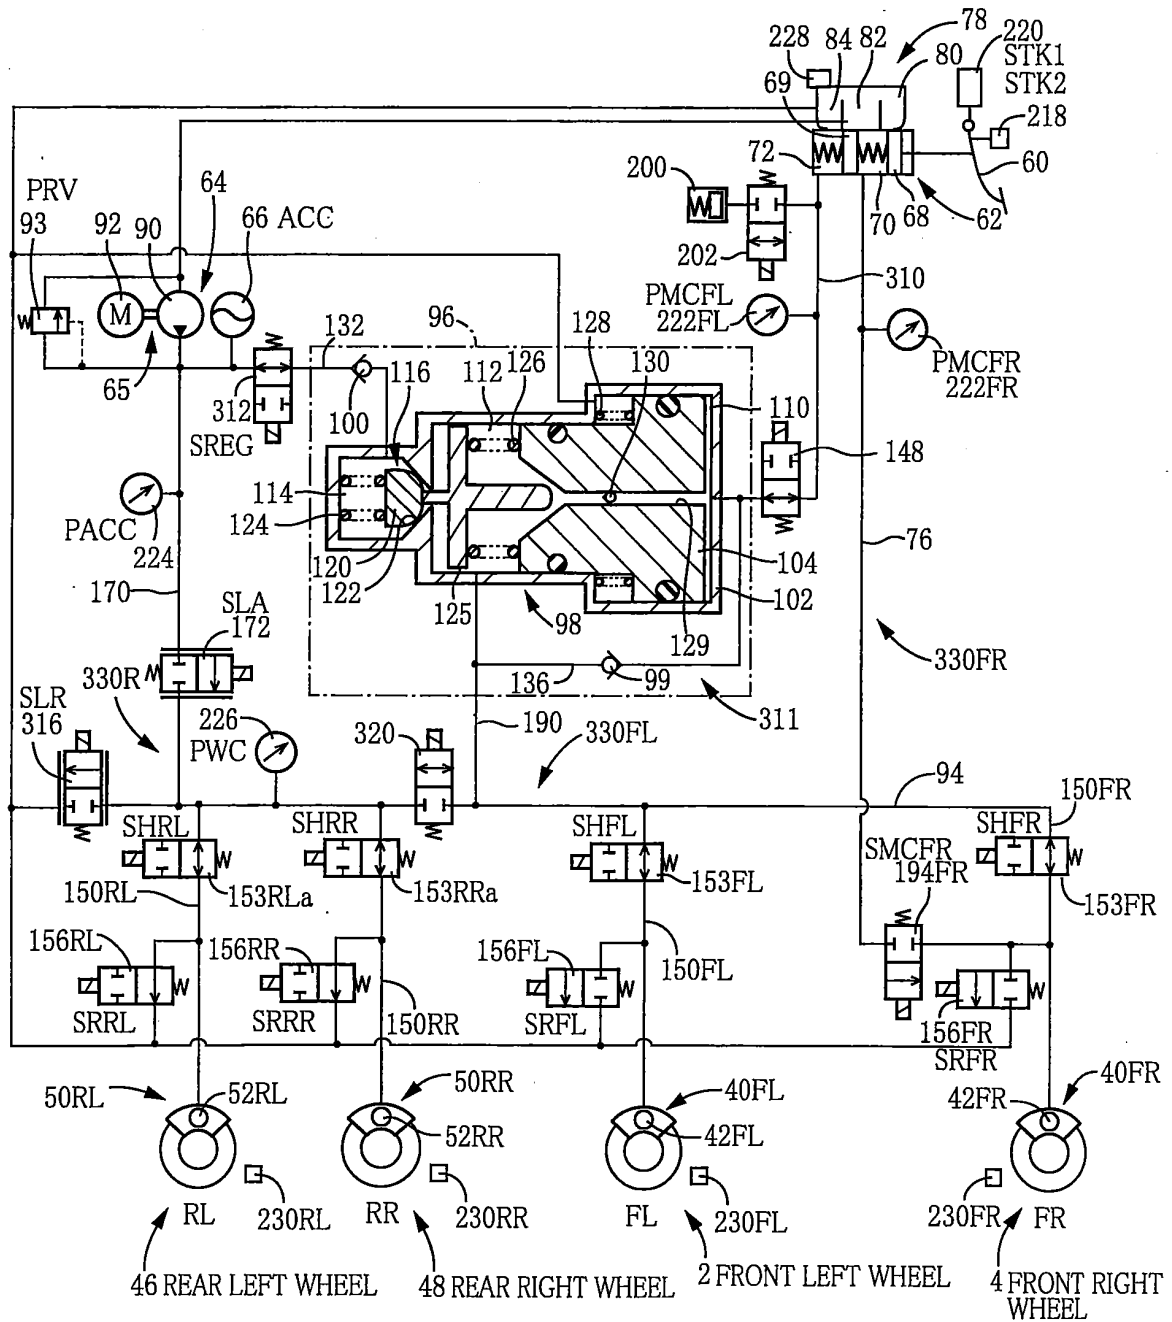 78
220
STK1
STK2
228
84
82
80
69
218
72
60
200
70
68
62
202
310
PRV
93
92
90
64
66 ACC
M
65
PMCFL
222FL
PMCFR
222FR
132
96
128
130
116
112
126
110
312
SREG
100
148
114
124
120
122
125
98
129
104
102
76
PACC
224
170
SLA
172
330R
136
99
311
330FR
190
SLR
316
226
PWC
320
330FL
94
150FR
SHRL
SHRR
SHFL
SHFR
SMCFR
194FR
150RL
153RLa
153RRa
153FL
153FR
156RL
156RR
156FL
150FL
SRRL
SRRR
150RR
SRFL
156FR
SRFR
50RL
52RL
50RR
52RR
40FL
42FL
40FR
42FR
230RL
230RR
230FL
230FR
RL
RR
FL
FR
46 REAR LEFT WHEEL
48 REAR RIGHT WHEEL
2 FRONT LEFT WHEEL
4 FRONT RIGHT
WHEEL